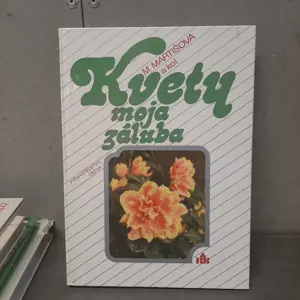 M. MARTIŠOVÁ
a kol.
Kvety
moja
záľuba